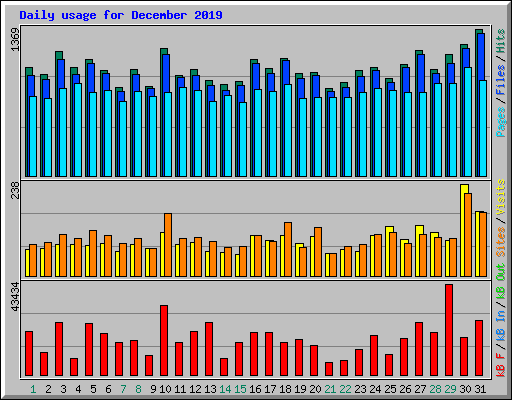 Daily usage for December 2019
1369
Pages / Files / Hits
238
Sites / Visits
43434
kB F / kB In / kB Out
1 2 3 4 5 6 7 8 9 10 11 12 13 14 15 16 17 18 19 20 21 22 23 24 25 26 27 28 29 30 31